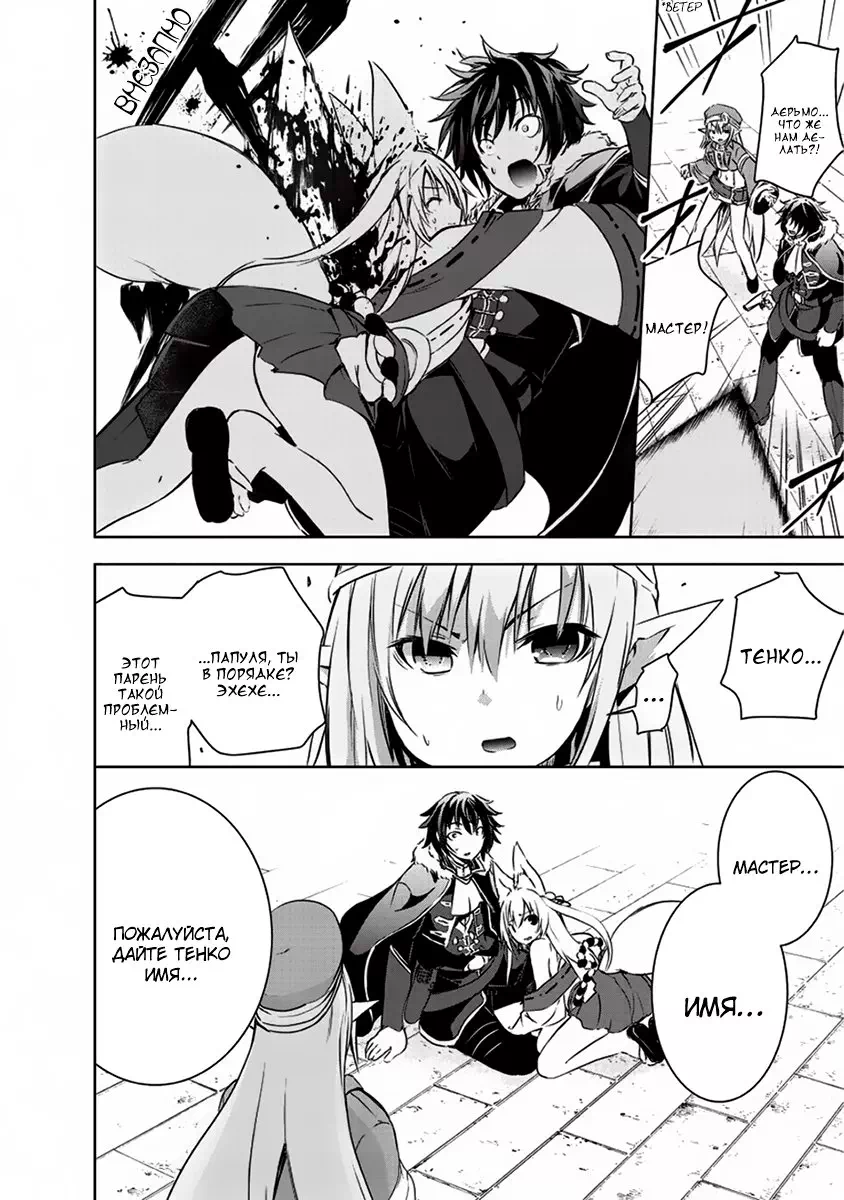 *ВЕТЕР
ДЕРЬМО...
ЧТО ЖЕ
НАМ ДЕ-
ЛАТЬ?!
МАСТЕР!
ВНЕЗАПНО
ТЕНКО...
...
...ПАПУЛЯ, ТЫ
В ПОРЯДКЕ?
ЭХЕХЕ...
ЭТОТ
ПАРЕНЬ
ТАКОЙ
ПРОБЛЕМ-
НЫЙ...
МАСТЕР...
ИМЯ...
ПОЖАЛУЙСТА,
ДАЙТЕ ТЕНКО
ИМЯ...